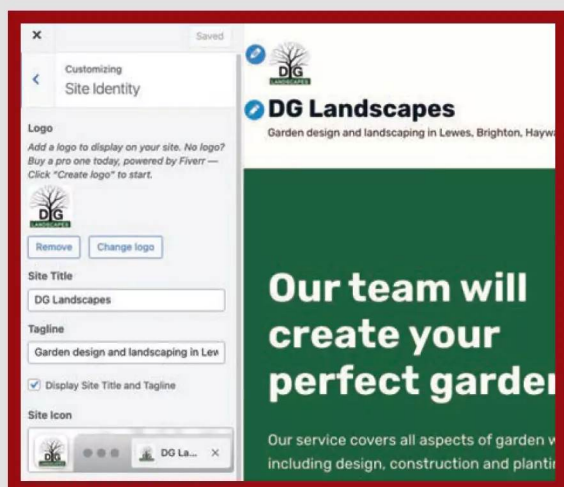 Saved
Customizing
Site Identity
Logo
Add a logo to display on your site. No logo?
Buy a pro one today, powered by Fiverr —
Click "Create logo" to start.
DG
LANDSCAPES
Remove
Change logo
Site Title
DG Landscapes
Tagline
Garden design and landscaping in Lew
Display Site Title and Tagline
Site Icon
DG
DG La...
DG
LANDSCAPES
DG Landscapes
Garden design and landscaping in Lewes, Brighton, Haywa
Our team will
create your
perfect garden
Our service covers all aspects of garden w
including design, construction and plantin